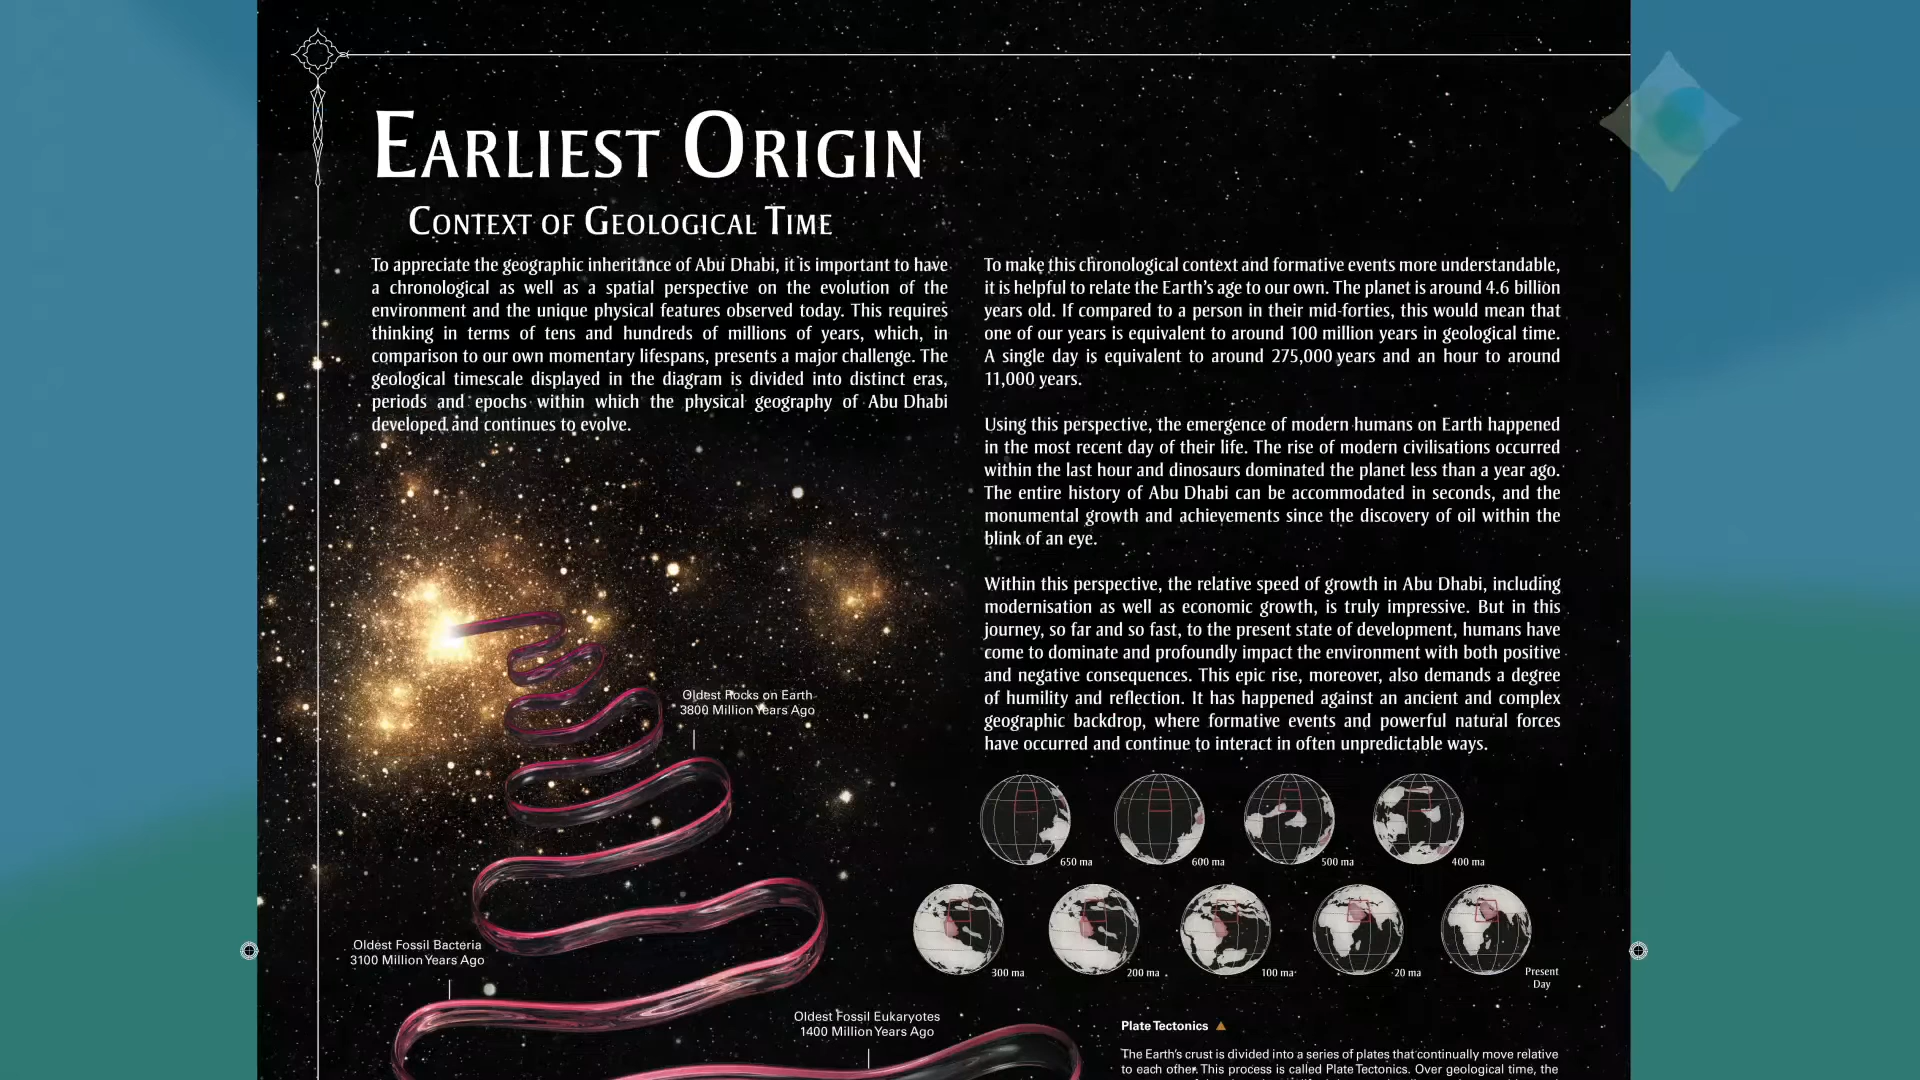 EARLIEST ORIGIN
CONTEXT OF GEOLOGICAL TIME
To appreciate the geographic inheritance of Abu Dhabi, it is important to have
a chronological as well as a spatial perspective on the evolution of the
environment and the unique physical features observed today. This requires
thinking in terms of tens and hundreds of millions of years, which, in
comparison to our own momentary lifespans, presents a major challenge. The
geological timescale displayed in the diagram is divided into distinct eras,
periods and epochs within which the physical geography of Abu Dhabi
developed and continues to evolve.
To make this chronological context and formative events more understandable,
it is helpful to relate the Earth's age to our own. The planet is around 4.6 billion
years old. If compared to a person in their mid-forties, this would mean that
one of our years is equivalent to around 100 million years in geological time.
A single day is equivalent to around 275,000 years and an hour to around
11,000 years.
Using this perspective, the emergence of modern humans on Earth happened
in the most recent day of their life. The rise of modern civilisations occurred
within the last hour and dinosaurs dominated the planet less than a year ago.
The entire history of Abu Dhabi can be accommodated in seconds, and the
monumental growth and achievements since the discovery of oil within the
blink of an eye.
Within this perspective, the relative speed of growth in Abu Dhabi, including
modernisation as well as economic growth, is truly impressive. But in this
journey, so far and so fast, to the present state of development, humans have
come to dominate and profoundly impact the environment with both positive
and negative consequences. This epic rise, moreover, also demands a degree
of humility and reflection. It has happened against an ancient and complex
geographic backdrop, where formative events and powerful natural forces
have occurred and continue to interact in often unpredictable ways.
Oldest Rocks on Earth
3800 Million Years Ago
650 ma
600 ma
500 ma
400 ma
300 ma
200 ma
100 ma
20 ma
Present
Day
Oldest Fossil Bacteria
3100 Million Years Ago
Oldest Fossil Eukaryotes
1400 Million Years Ago
Plate Tectonics
The Earth's crust is divided into a series of plates that continually move relative
to each other. This process is called Plate Tectonics. Over geological time, the